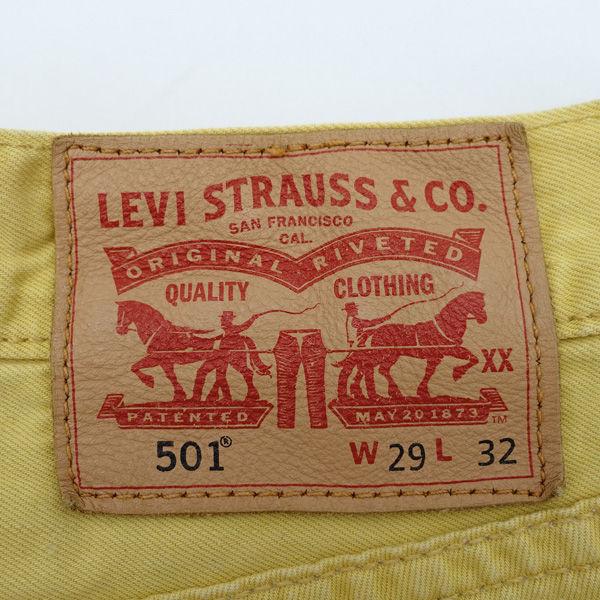 LEVI STRAUSS & CO.
SAN FRANCISCO
CAL.
ORIGINAL RIVETED
QUALITY CLOTHING
XX
PATENTED MAY 20 1873 ™
501® W 29 L 32